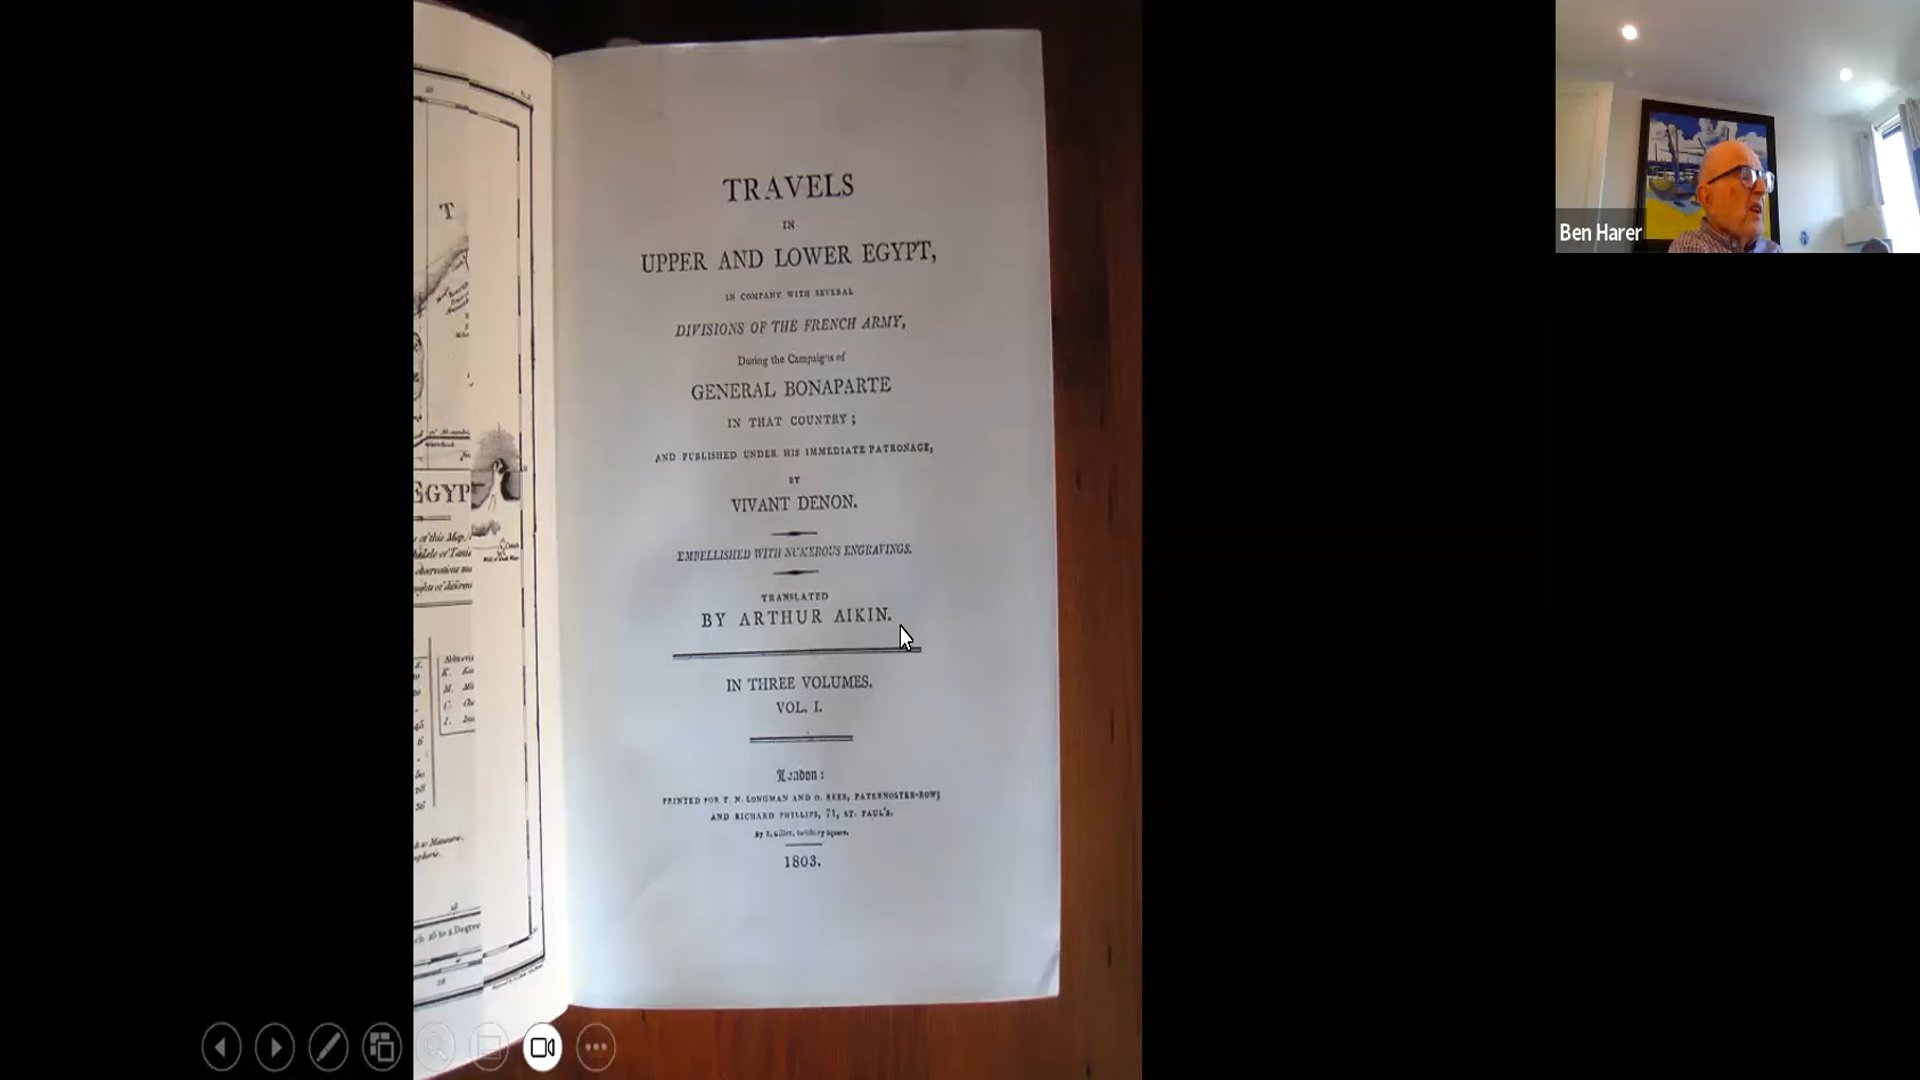 T
EGYP
of this Map,
TRAVELS
IN
UPPER AND LOWER EGYPT,
IN COMPANY WITH SEVERAL
DIVISIONS OF THE FRENCH ARMY,
During the Campaigns of
GENERAL BONAPARTE
IN THAT COUNTRY;
AND PUBLISHED UNDER HIS IMMEDIATE PATRONAGE,
BY
VIVANT DENON.
EMBELLISHED WITH NUMEROUS ENGRAVINGS.
TRANSLATED
BY ARTHUR AIKIN.
IN THREE VOLUMES.
VOL. I.
London:
PRINTED FOR T. N. LONGMAN AND O. REES, PATERNOSTER-ROW;
AND RICHARD PHILLIPS, 71, ST. PAUL'S.
1803.
Ben Harer